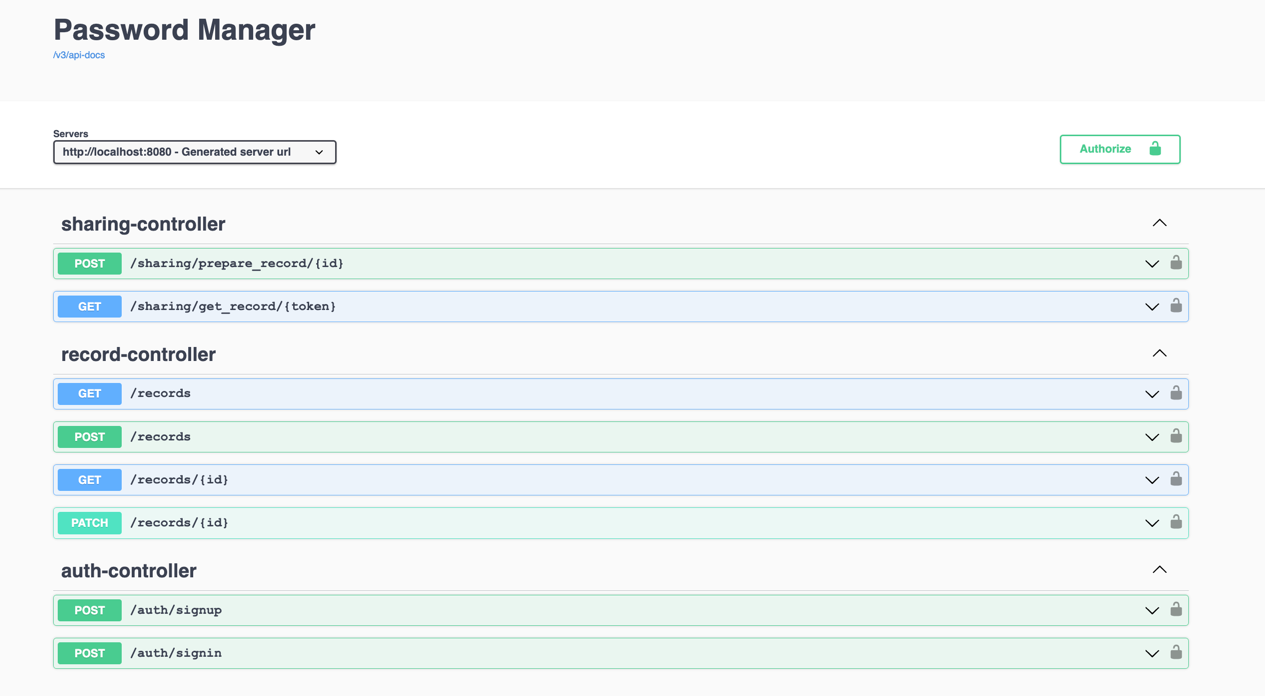 Password Manager
/v3/api-docs
Servers
http://localhost:8080 - Generated server url
Authorize
sharing-controller
POST /sharing/prepare_record/{id}
GET /sharing/get_record/{token}
record-controller
GET /records
POST /records
GET /records/{id}
PATCH /records/{id}
auth-controller
POST /auth/signup
POST /auth/signin